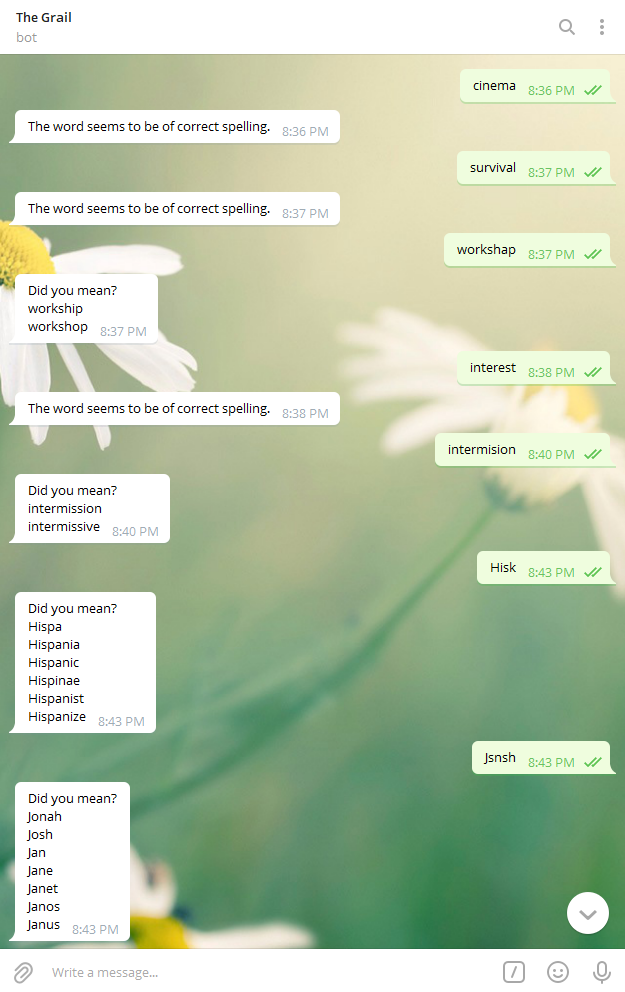 The Grail
bot
cinema 8:36 PM
The word seems to be of correct spelling. 8:36 PM
survival 8:37 PM
The word seems to be of correct spelling. 8:37 PM
workshap 8:37 PM
Did you mean?
workship
workshop 8:37 PM
interest 8:38 PM
The word seems to be of correct spelling. 8:38 PM
intermision 8:40 PM
Did you mean?
intermission
intermissive 8:40 PM
Hisk 8:43 PM
Did you mean?
Hispa
Hispania
Hispanic
Hispinae
Hispanist
Hispanize 8:43 PM
Jsnsh 8:43 PM
Did you mean?
Jonah
Josh
Jan
Jane
Janet
Janos
Janus 8:43 PM
Write a message...